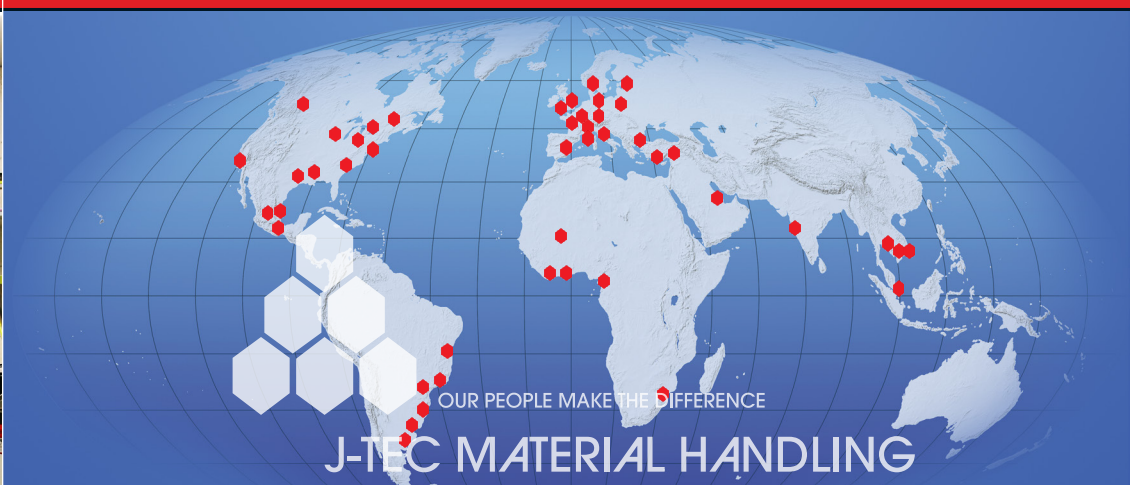 OUR PEOPLE MAKE THE DIFFERENCE
J-TEC MATERIAL HANDLING